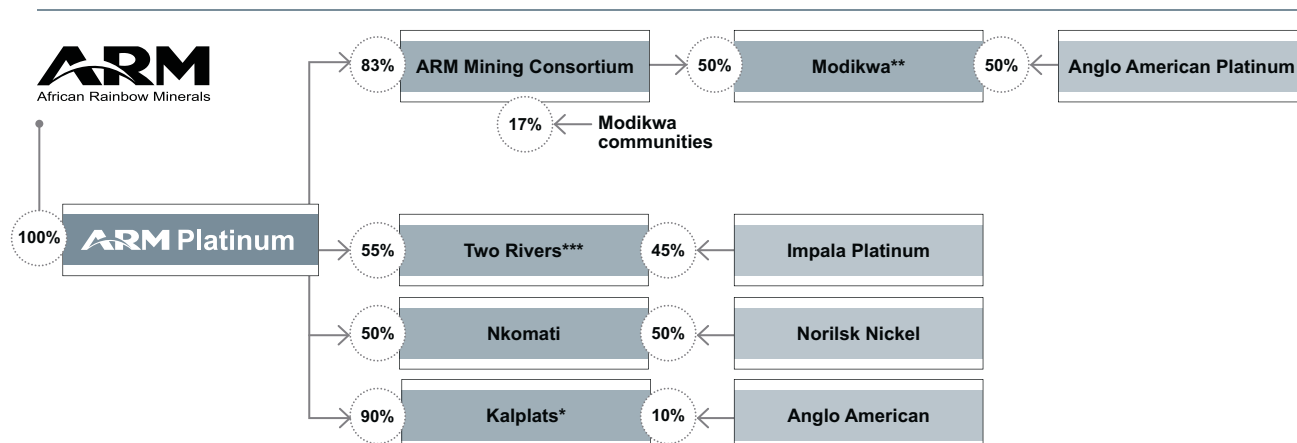 ARM
African Rainbow Minerals
83%
ARM Mining Consortium
50%
Modikwa**
50%
Anglo American Platinum
17%
Modikwa
communities
100%
ARM Platinum
55%
Two Rivers***
45%
Impala Platinum
50%
Nkomati
50%
Norilsk Nickel
90%
Kalplats*
10%
Anglo American